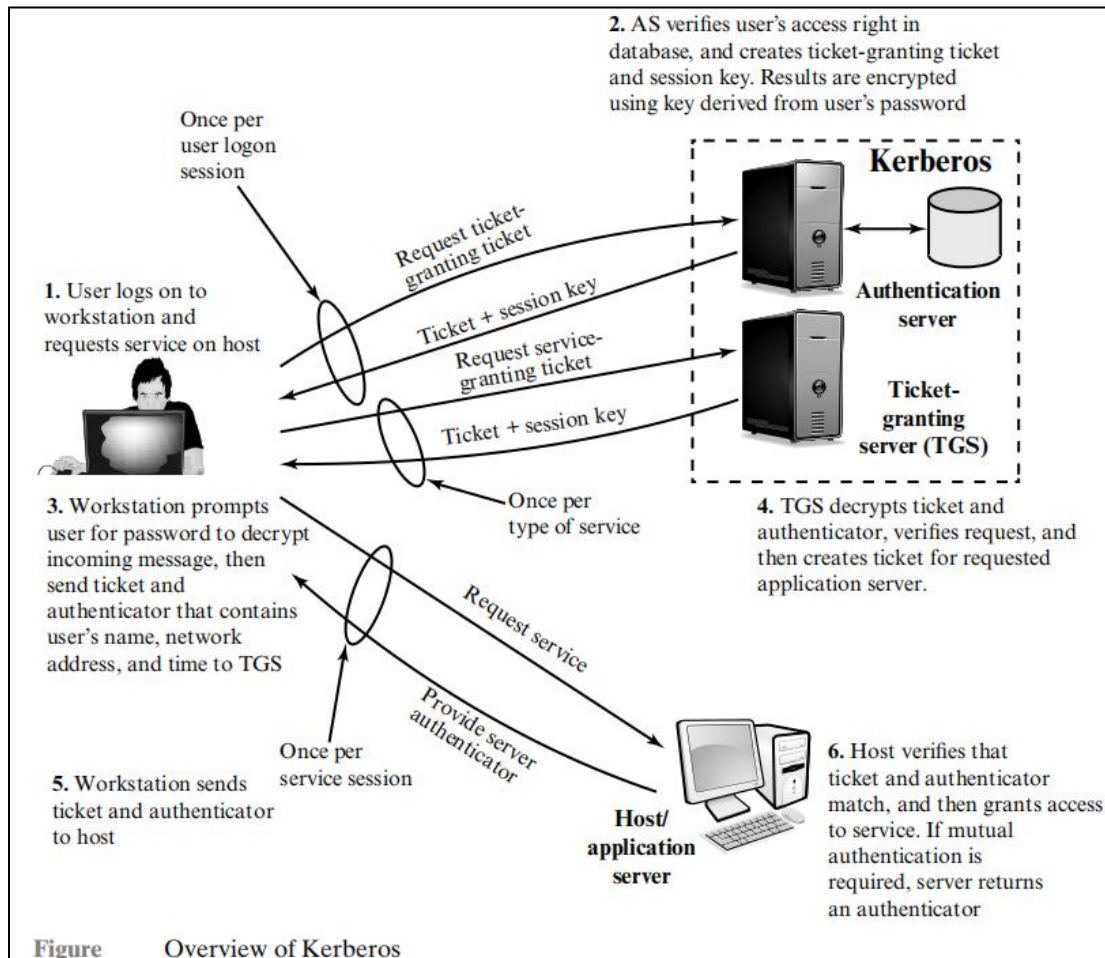 2. AS verifies user's access right in
database, and creates ticket-granting ticket
and session key. Results are encrypted
using key derived from user's password
Once per
user logon
session
Kerberos
Request ticket-
granting ticket
1. User logs on to
workstation and
requests service on host
Authentication
server
Ticket + session key
Request service-
granting ticket
Ticket-
granting
server (TGS)
Ticket + session key
3. Workstation prompts
user for password to decrypt
incoming message, then
send ticket and
authenticator that contains
user's name, network
address, and time to TGS
Once per
type of service
4. TGS decrypts ticket and
authenticator, verifies request, and
then creates ticket for requested
application server.
Request service
Provide server
authenticator
Once per
service session
5. Workstation sends
ticket and authenticator
to host
Host/
application
server
6. Host verifies that
ticket and authenticator
match, and then grants access
to service. If mutual
authentication is
required, server returns
an authenticator
Figure Overview of Kerberos